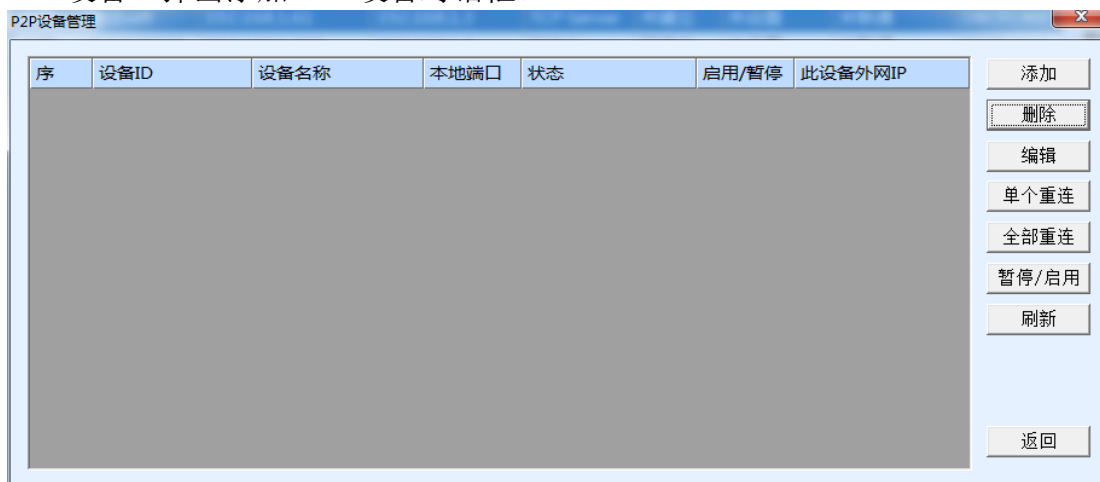 P2P设备管理
序 设备ID 设备名称 本地端口 状态 启用/暂停 此设备外网IP
添加
删除
编辑
单个重连
全部重连
暂停/启用
刷新
返回